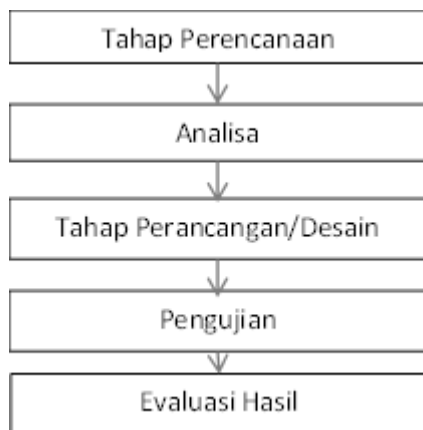 Tahap Perencanaan
Analisa
Tahap Perancangan/Desain
Pengujian
Evaluasi Hasil